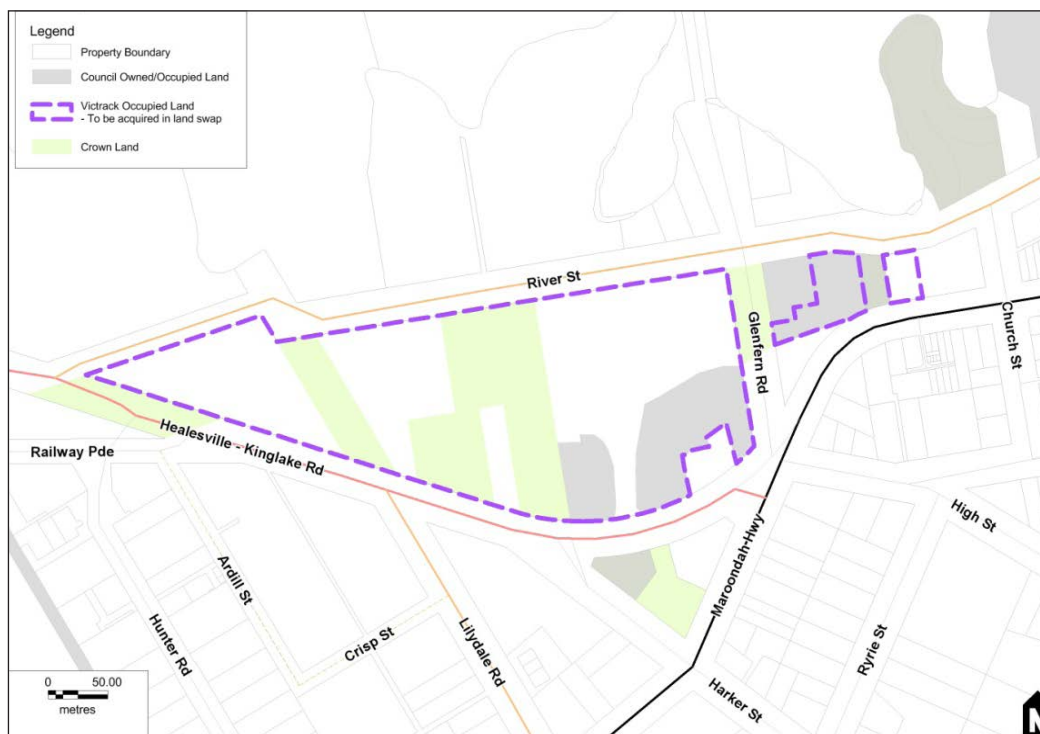 Legend
Property Boundary
Council Owned/Occupied Land
Victrack Occupied Land
- To be acquired in land swap
Crown Land
River St
Glenfern Rd
Church St
Healesville - Kinglake Rd
Railway Pde
High St
Maroondah Hwy
Ardill St
Hunter Rd
Crisp St
Lilydale Rd
Ryrie St
Harker St
0 50.00
metres
N